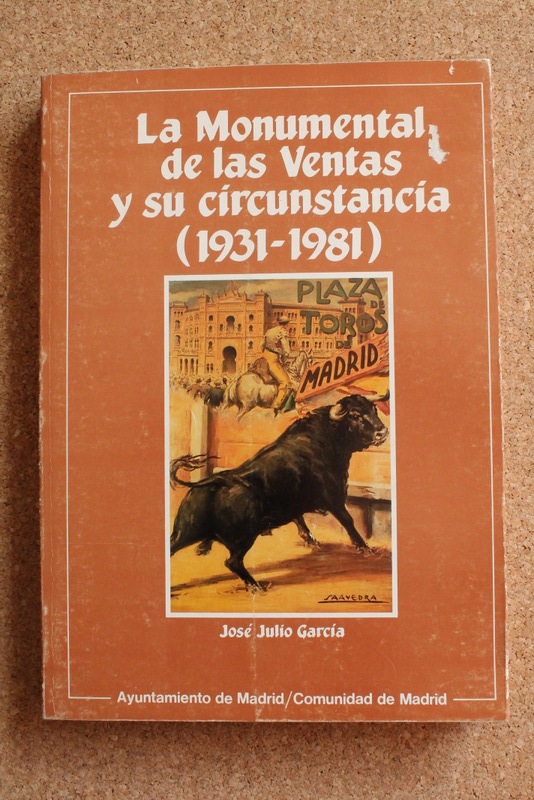 La Monumental
de las Ventas
y su circunstancia
(1931-1981)
PLAZA
DE
TOROS
DE
MADRID
SAAVEDRA
José Julio García
Ayuntamiento de Madrid/Comunidad de Madrid